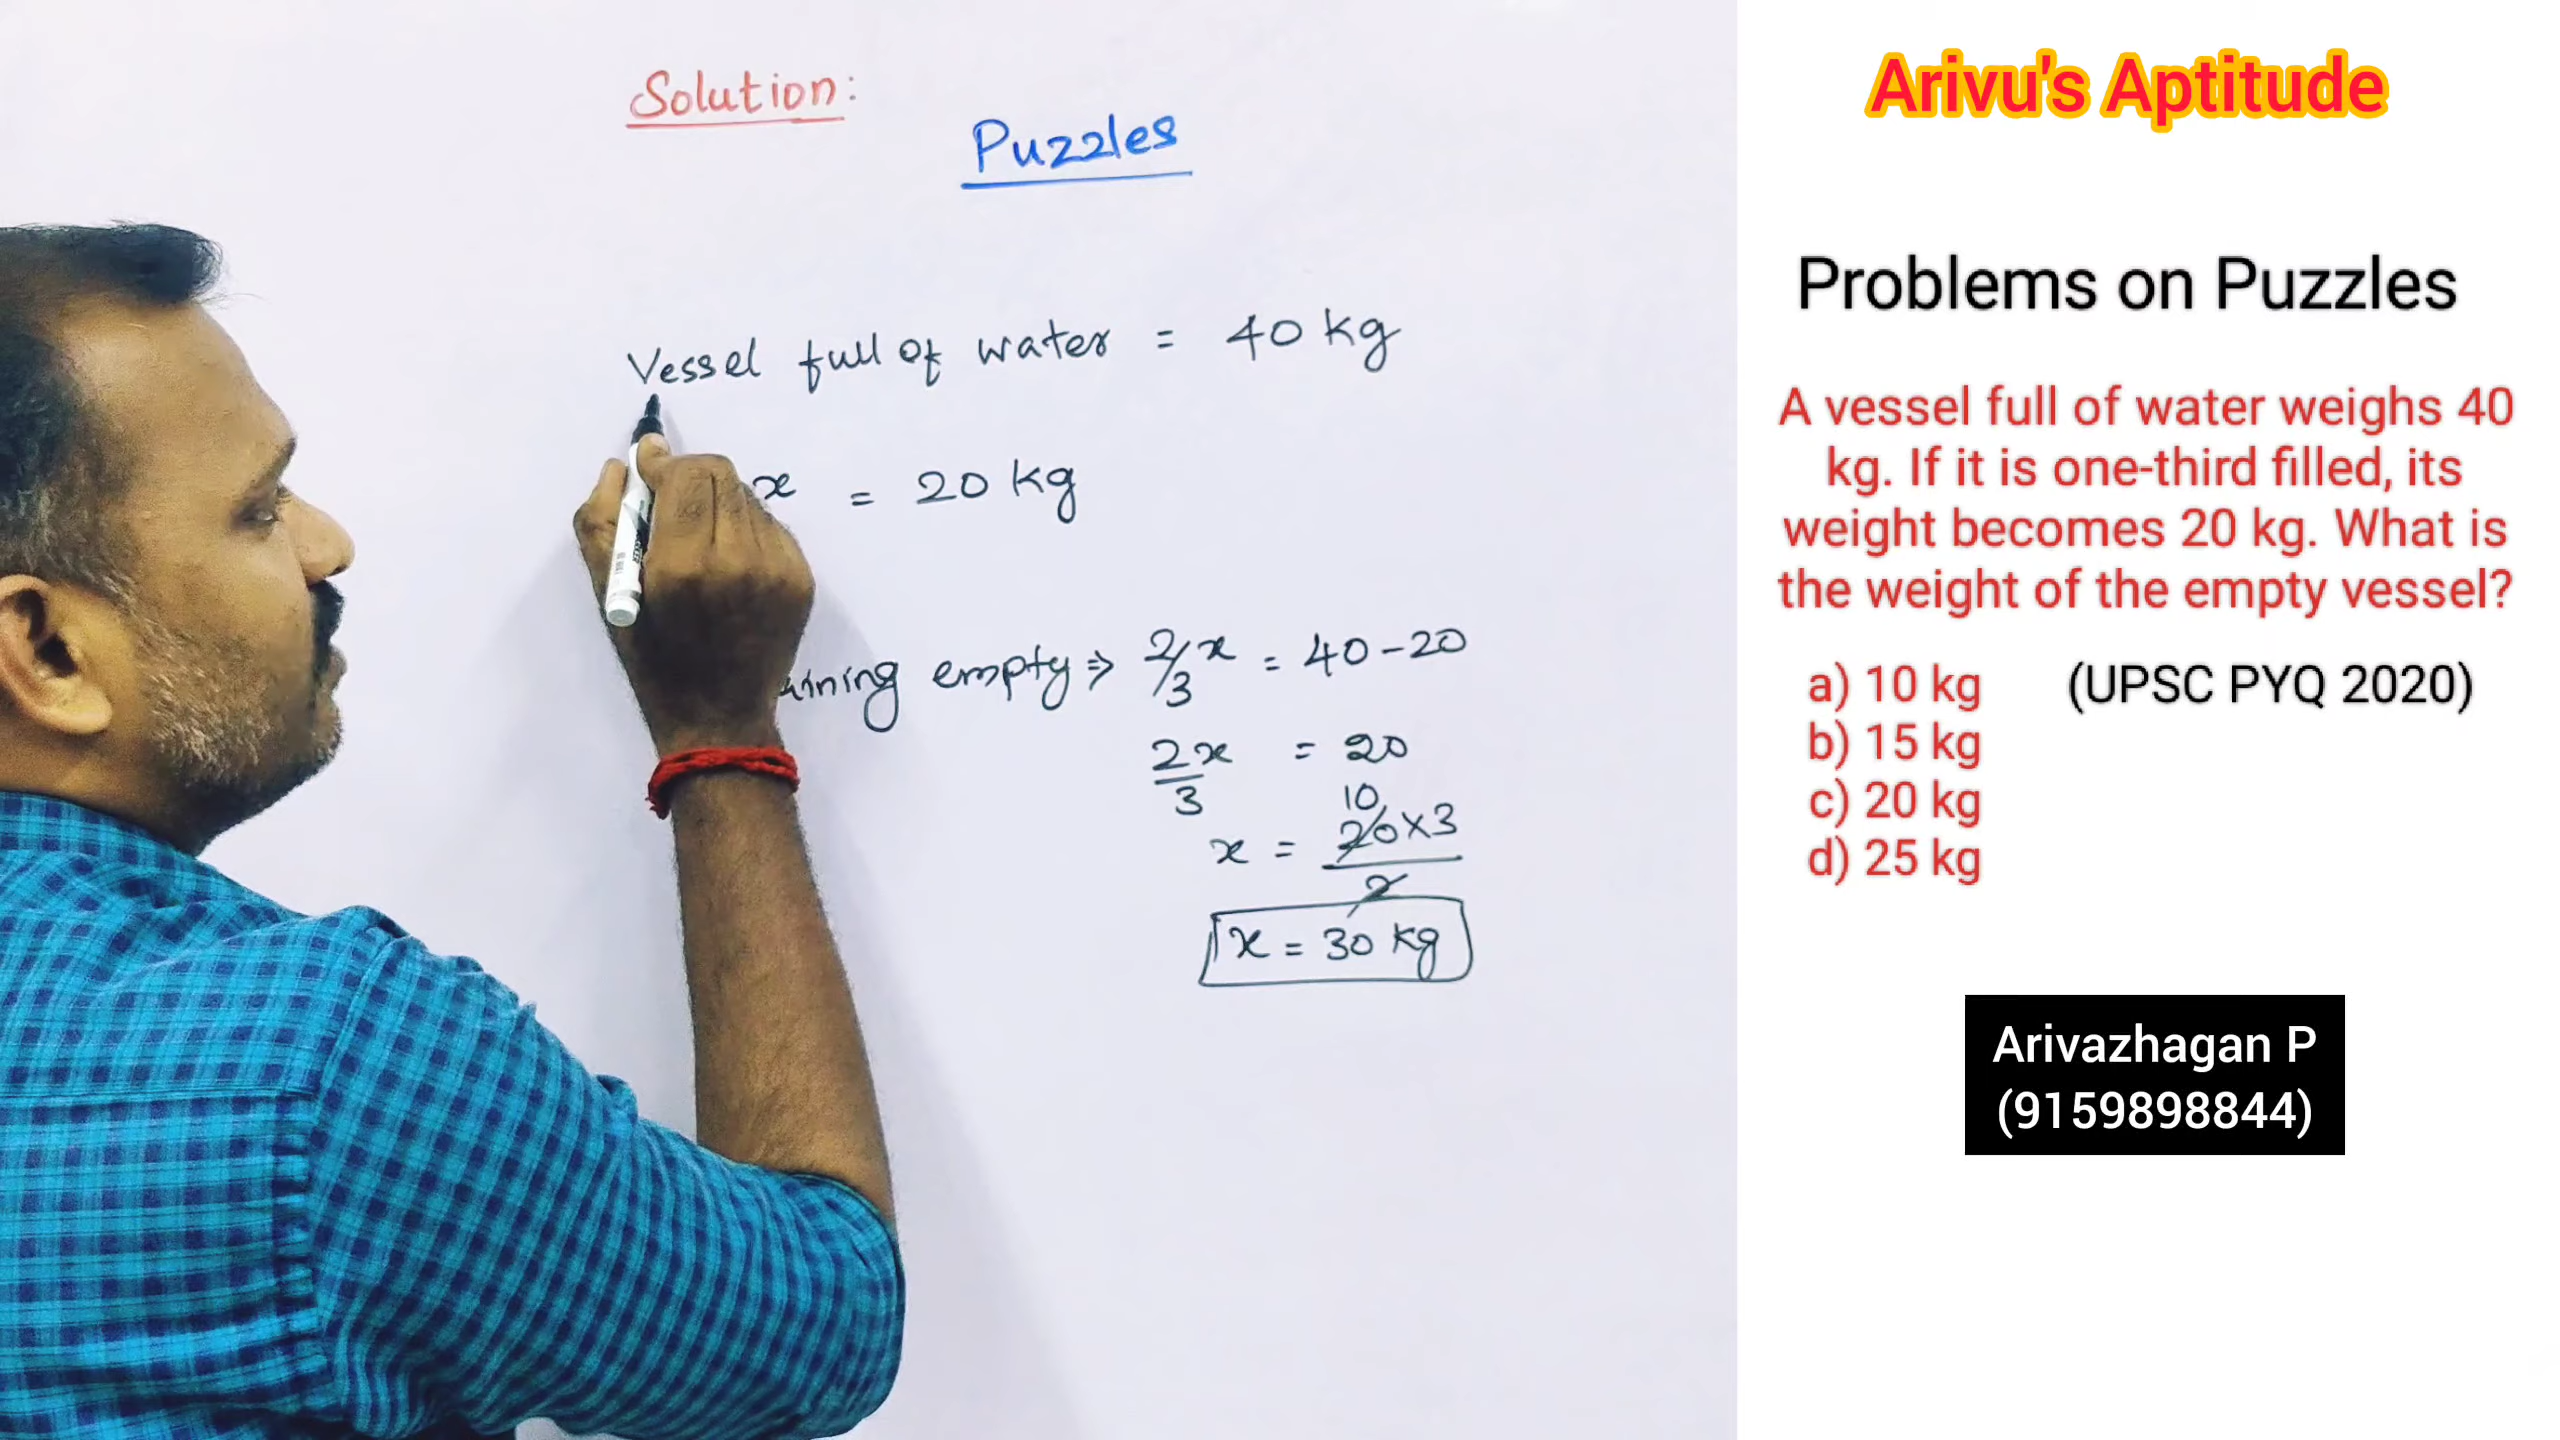 Solution:
Puzzles
Vessel full of water = 40 kg
x = 20 kg
empty ⇒ 2/3 x = 40 - 20
2x/3 = 20
10
x = 20 x 3
2
x = 30 kg
Arivu's Aptitude
Problems on Puzzles
A vessel full of water weighs 40
kg. If it is one-third filled, its
weight becomes 20 kg. What is
the weight of the empty vessel?
a) 10 kg (UPSC PYQ 2020)
b) 15 kg
c) 20 kg
d) 25 kg
Arivazhagan P
(9159898844)